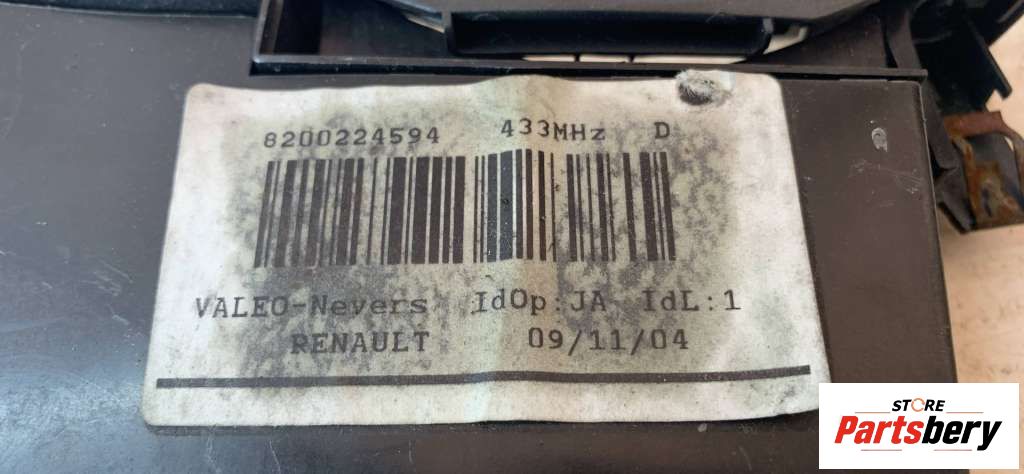 8200224594 433MHz D
VALEO-Nevers IdOp:JA IdL:1
RENAULT 09/11/04
STORE
Partsbery